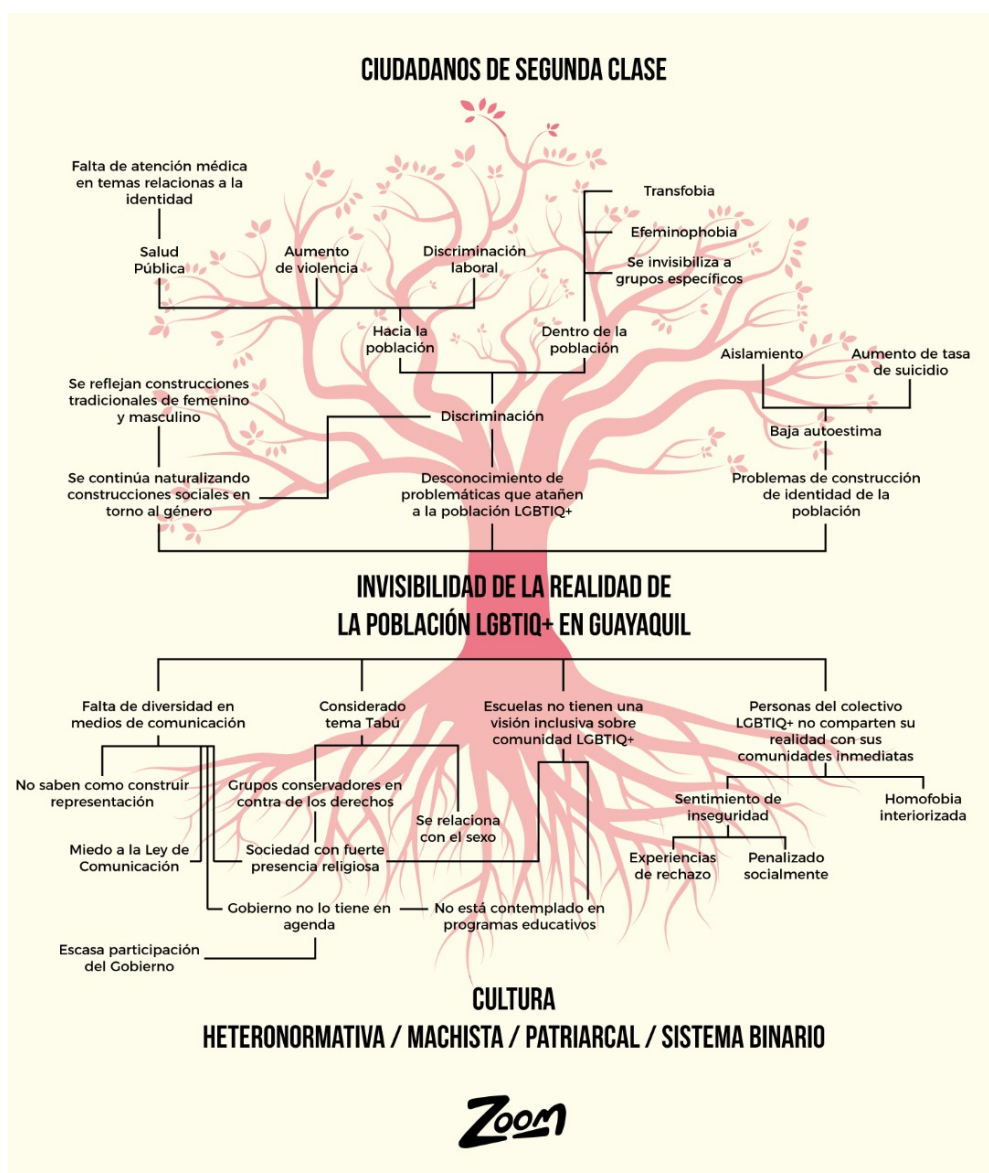 CIUDADANOS DE SEGUNDA CLASE
Falta de atención médica
en temas relacionas a la
identidad
Transfobia
Efeminophobia
Se invisibiliza a
grupos específicos
Salud
Pública
Aumento
de violencia
Discriminación
laboral
Hacia la
población
Dentro de la
población
Aislamiento
Aumento de tasa
de suicidio
Se reflejan construcciones
tradicionales de femenino
y masculino
Discriminación
Baja autoestima
Se continúa naturalizando
construcciones sociales en
torno al género
Desconocimiento de
problemáticas que atañen
a la población LGBTIQ+
Problemas de construcción
de identidad de la
población
INVISIBILIDAD DE LA REALIDAD DE
LA POBLACIÓN LGBTIQ+ EN GUAYAQUIL
Falta de diversidad en
medios de comunicación
Considerado
tema Tabú
Escuelas no tienen una
visión inclusiva sobre
comunidad LGBTIQ+
Personas del colectivo
LGBTIQ+ no comparten su
realidad con sus
comunidades inmediatas
No saben como construir
representación
Grupos conservadores en
contra de los derechos
Se relaciona
con el sexo
Sentimiento de
inseguridad
Homofobia
interiorizada
Miedo a la Ley de
Comunicación
Sociedad con fuerte
presencia religiosa
Experiencias
de rechazo
Penalizado
socialmente
Gobierno no lo tiene en
agenda
No está contemplado en
programas educativos
Escasa participación
del Gobierno
CULTURA
HETERONORMATIVA / MACHISTA / PATRIARCAL / SISTEMA BINARIO
Zoom